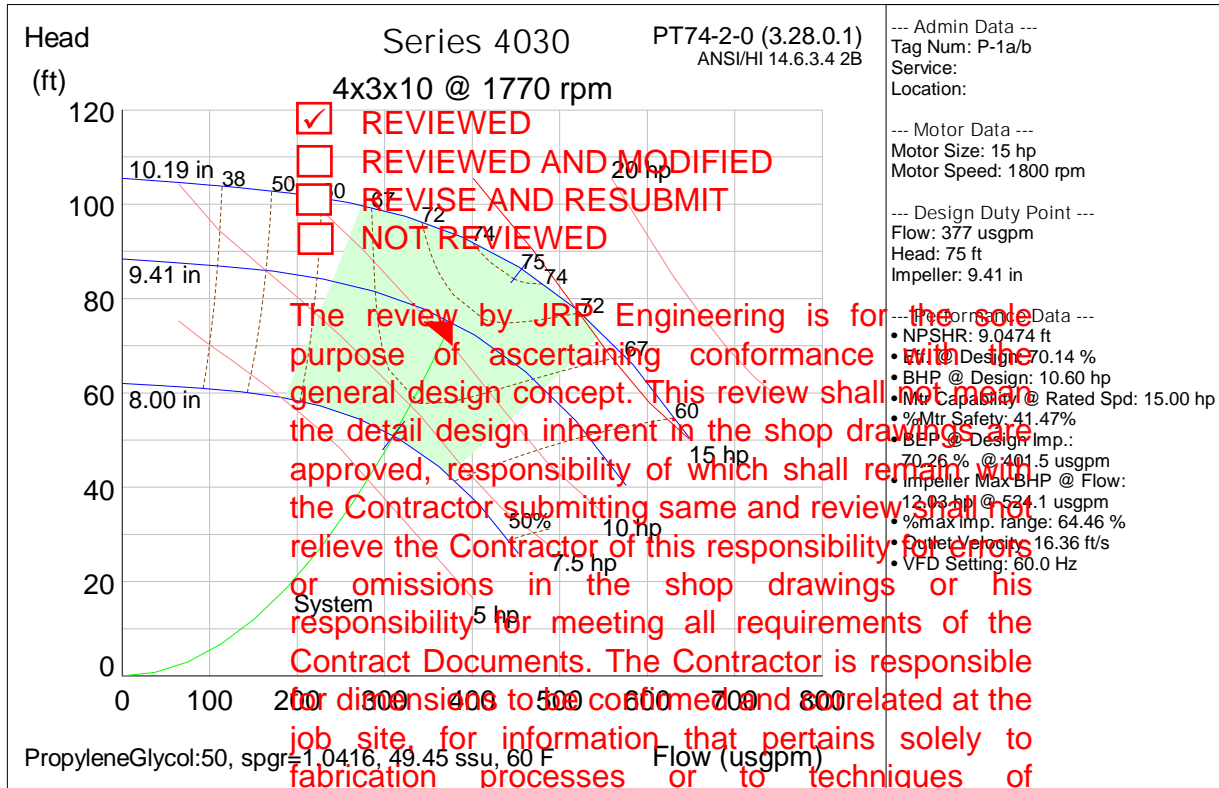 Head
(ft)
Series 4030
4x3x10 @ 1770 rpm
PT74-2-0 (3.28.0.1)
ANSI/HI 14.6.3.4 2B
120
100
80
60
40
20
0
0 100 200 300 400 500 600 700 800
10.19 in
9.41 in
8.00 in
38
50
60
67
72
74
75
74
72
67
60
50%
20 hp
15 hp
10 hp
7.5 hp
5 hp
System
PropyleneGlycol:50, spgr=1.0416, 49.45 ssu, 60 F
Flow (usgpm)
✓ REVIEWED
REVIEWED AND MODIFIED
REVISE AND RESUBMIT
NOT REVIEWED
The review by JRP Engineering is for the sole
purpose of ascertaining conformance with the
general design concept. This review shall not mean
the detail design inherent in the shop drawings are
approved, responsibility of which shall remain with
the Contractor submitting same and review shall not
relieve the Contractor of this responsibility for errors
or omissions in the shop drawings or his
responsibility for meeting all requirements of the
Contract Documents. The Contractor is responsible
for dimensions to be confirmed and correlated at the
job site, for information that pertains solely to
fabrication processes or to techniques of
--- Admin Data ---
Tag Num: P-1a/b
Service:
Location:
--- Motor Data ---
Motor Size: 15 hp
Motor Speed: 1800 rpm
--- Design Duty Point ---
Flow: 377 usgpm
Head: 75 ft
Impeller: 9.41 in
--- Performance Data ---
• NPSHR: 9.0474 ft
• Eff. @ Design: 70.14 %
• BHP @ Design: 10.60 hp
• Mtr Capability @ Rated Spd: 15.00 hp
• %Mtr Safety: 41.47%
• BEP @ Design Imp.:
70.26 % @ 401.5 usgpm
• Impeller Max BHP @ Flow:
12.03 hp @ 524.1 usgpm
• %max imp. range: 64.46 %
• Outlet Velocity: 16.36 ft/s
• VFD Setting: 60.0 Hz